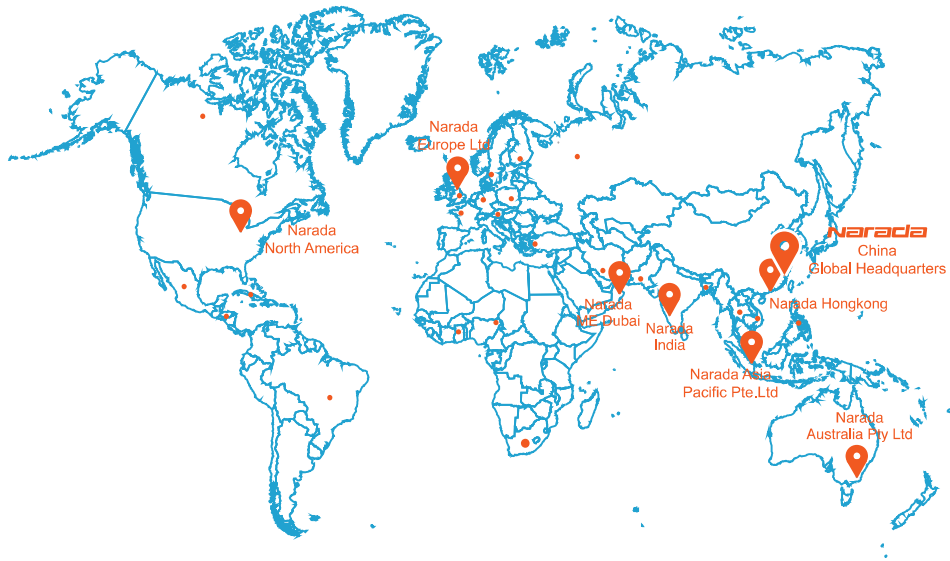 Narada
Europe Ltd
Narada
North America
Narada
China
Global Headquarters
Narada Hongkong
Narada
ME Dubai
Narada
India
Narada Asia
Pacific Pte.Ltd
Narada
Australia Pty Ltd